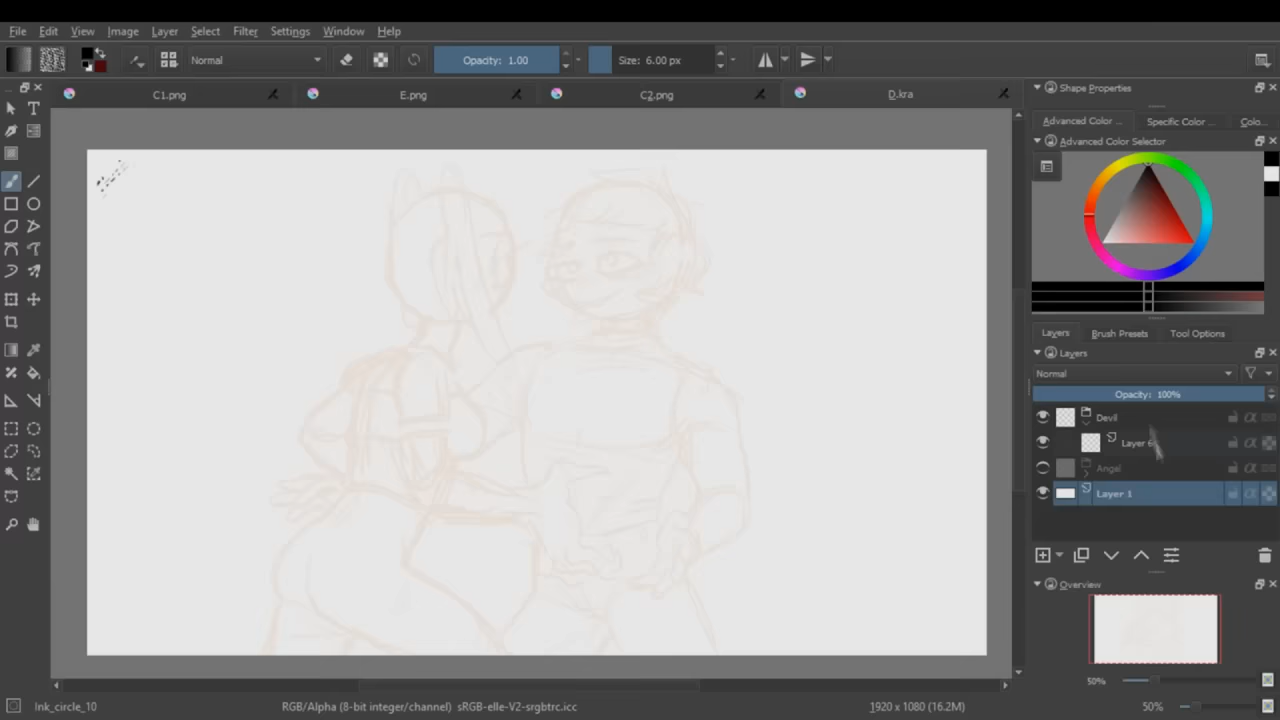 File Edit View Image Layer Select Filter Settings Window Help
Normal Opacity: 1.00 Size: 6.00 px
C1.png E.png C2.png D.kra
Shape Properties
Advanced Color ... Specific Color ... Colo...
Advanced Color Selector
Layers Brush Presets Tool Options
Layers
Normal
Opacity: 100%
Devil
Layer 6
Angel
Layer 1
Overview
50%
Ink_circle_10 RGB/Alpha (8-bit integer/channel) sRGB-elle-V2-srgbtrc.icc 1920 x 1080 (16.2M) 50%